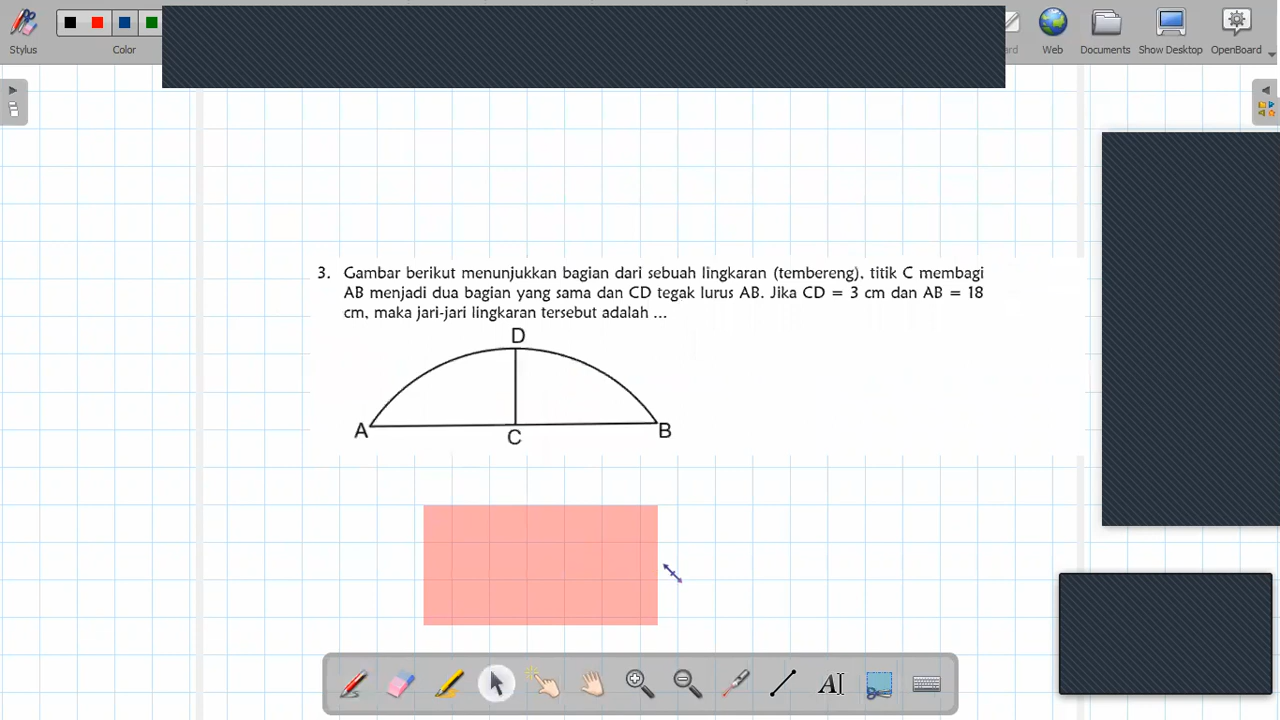 Stylus
Color
Web
Documents
Show Desktop
OpenBoard
3. Gambar berikut menunjukkan bagian dari sebuah lingkaran (tembereng), titik C membagi
AB menjadi dua bagian yang sama dan CD tegak lurus AB. Jika CD = 3 cm dan AB = 18
cm, maka jari-jari lingkaran tersebut adalah ...
D
A
C
B
AI